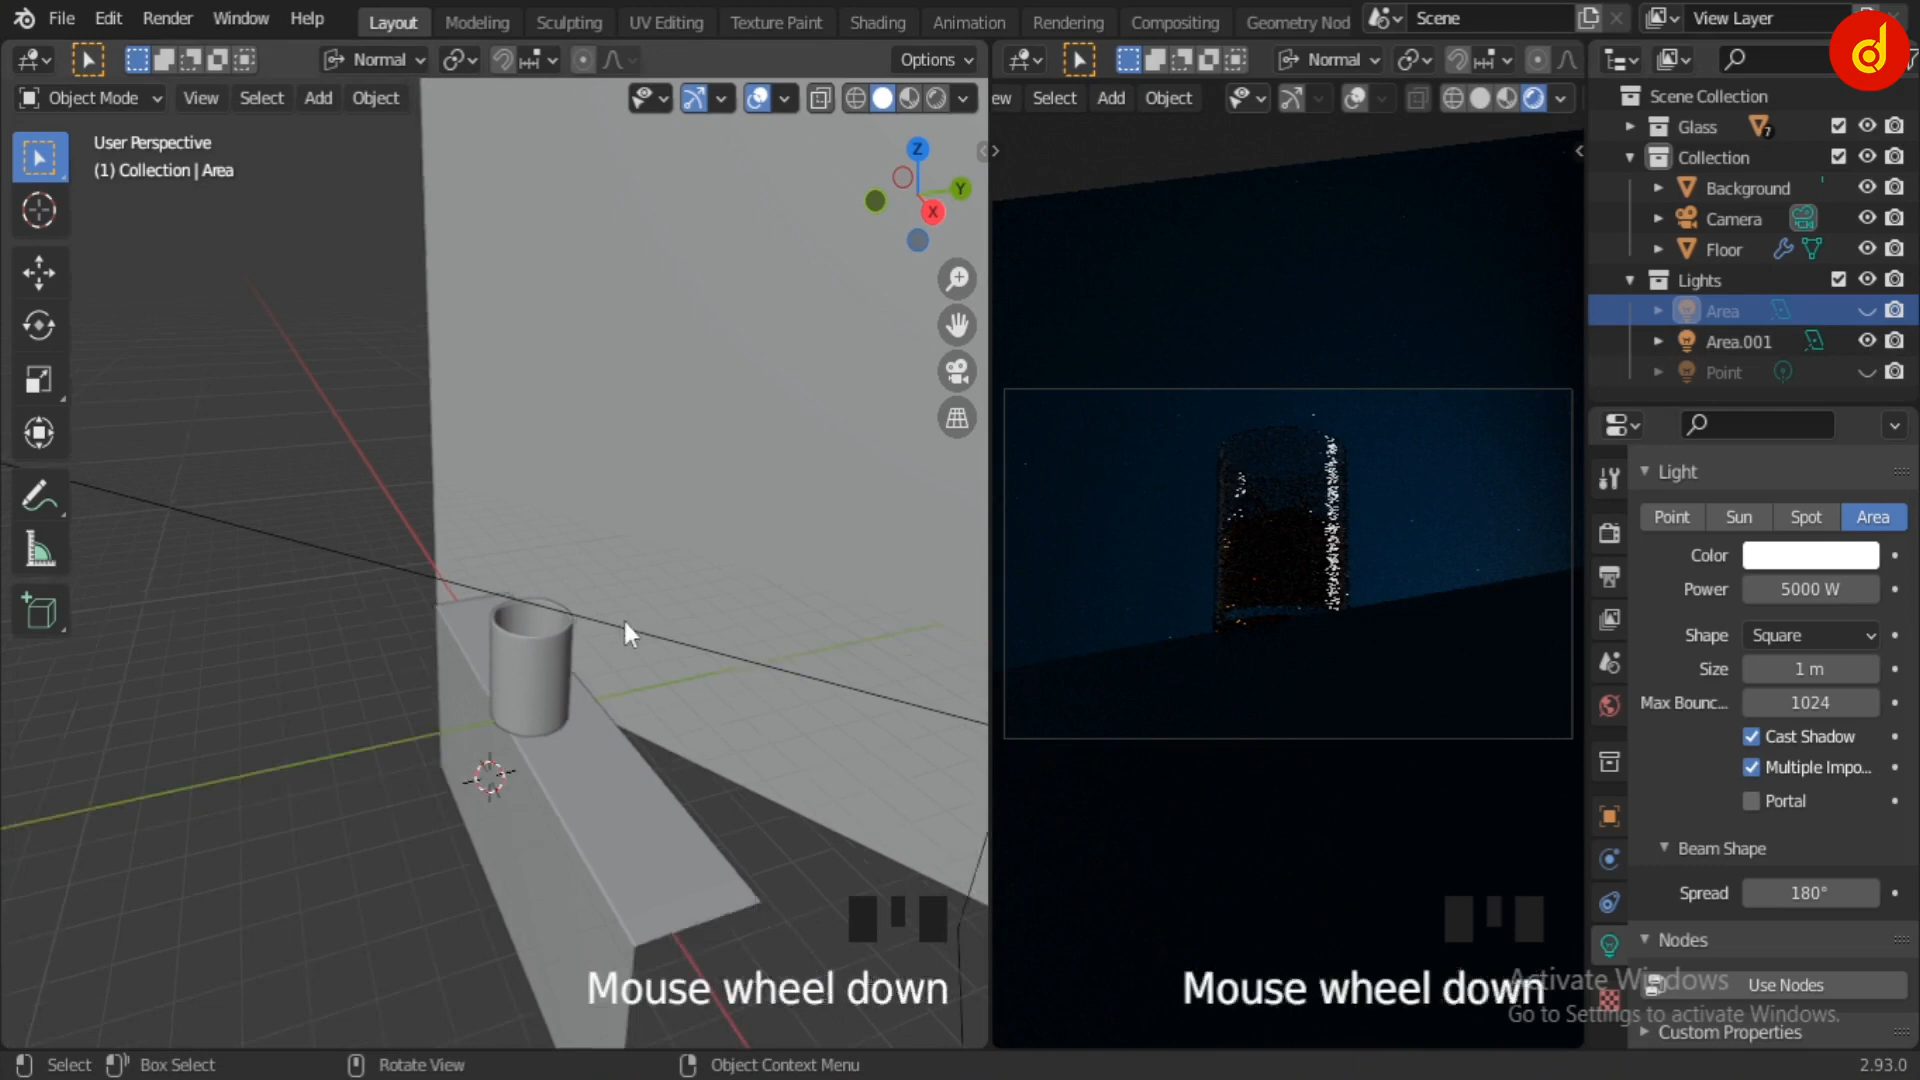 File Edit Render Window Help Layout Modeling Sculpting UV Editing Texture Paint Shading Animation Rendering Compositing Geometry Nod Scene View Layer
Normal Options Normal
Object Mode View Select Add Object ew Select Add Object
Scene Collection
Glass 7
Collection
Background
Camera
Floor
Lights
Area
Area.001
Point
User Perspective
(1) Collection | Area
Z
Y
X
Light
Point Sun Spot Area
Color
Power 5000 W
Shape Square
Size 1 m
Max Bounc... 1024
Cast Shadow
Multiple Impo...
Portal
Beam Shape
Spread 180°
Nodes
Use Nodes
Custom Properties
Mouse wheel down
Mouse wheel down
Activate Windows
Go to Settings to activate Windows.
Select Box Select Rotate View Object Context Menu 2.93.0